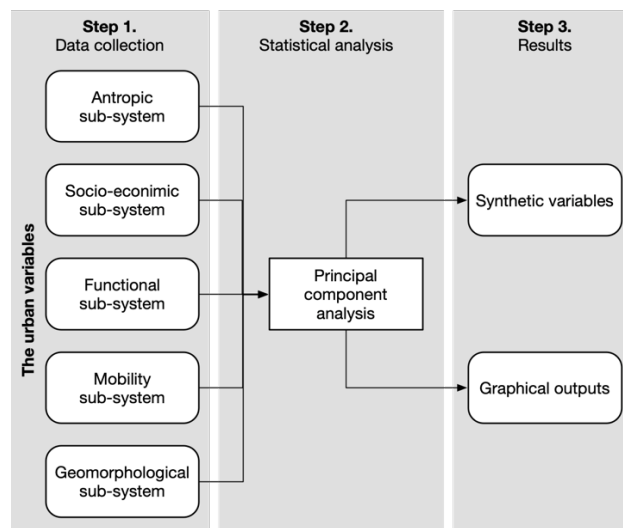 Step 1.
Data collection
Step 2.
Statistical analysis
Step 3.
Results
The urban variables
Antropic
sub-system
Socio-econimic
sub-system
Functional
sub-system
Mobility
sub-system
Geomorphological
sub-system
Principal
component
analysis
Synthetic variables
Graphical outputs